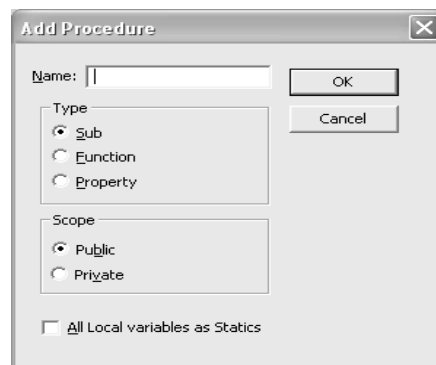 Add Procedure
Name:
OK
Cancel
Type
Sub
Function
Property
Scope
Public
Private
All Local variables as Statics